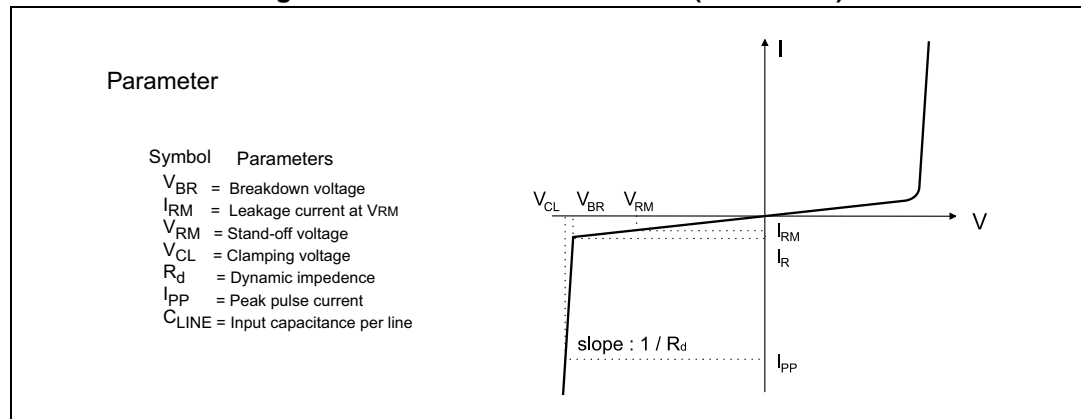 Parameter
Symbol Parameters
VBR = Breakdown voltage
IRM = Leakage current at VRM
VRM = Stand-off voltage
VCL = Clamping voltage
Rd = Dynamic impedence
IPP = Peak pulse current
CLINE = Input capacitance per line
I
VCL VBR VRM
V
IRM
IR
slope : 1 / Rd
IPP